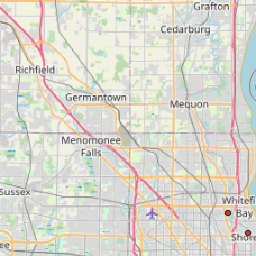 Grafton
Cedarburg
Richfield
Germantown
Mequon
Menomonee
Falls
Sussex
Whitefi
Bay
Shore
ee